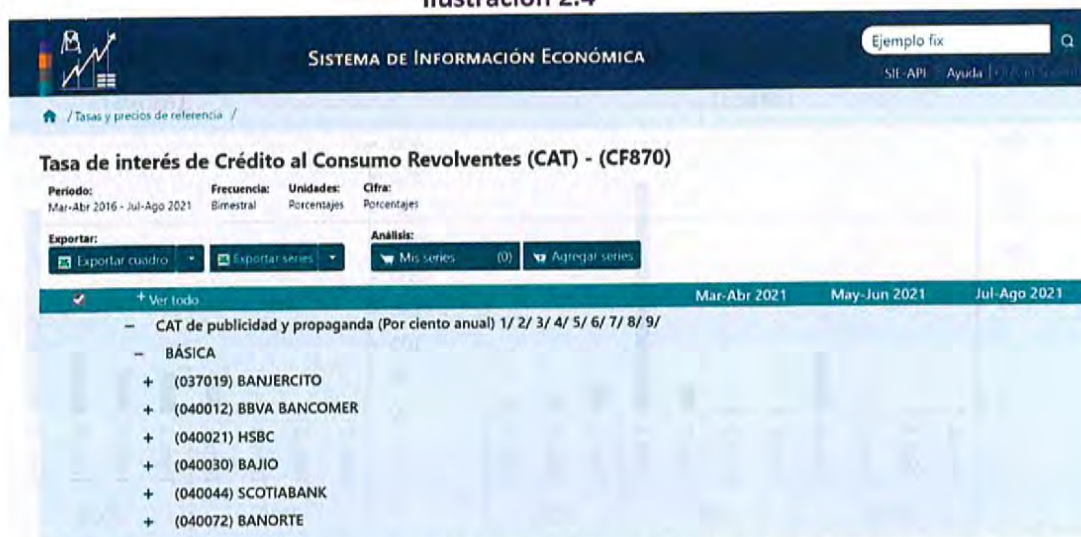 Ilustración 2.4
SISTEMA DE INFORMACIÓN ECONÓMICA
Ejemplo fix
SIE-API Ayuda
/ Tasas y precios de referencia /
Tasa de interés de Crédito al Consumo Revolventes (CAT) - (CF870)
Periodo: Frecuencia: Unidades: Cifra:
Mar-Abr 2016 - Jul-Ago 2021 Bimestral Porcentajes Porcentajes
Exportar: Análisis:
Exportar cuadro Exportar series Mis series (0) Agregar series
+ Ver todo Mar-Abr 2021 May-Jun 2021 Jul-Ago 2021
− CAT de publicidad y propaganda (Por ciento anual) 1/ 2/ 3/ 4/ 5/ 6/ 7/ 8/ 9/
− BÁSICA
+ (037019) BANJERCITO
+ (040012) BBVA BANCOMER
+ (040021) HSBC
+ (040030) BAJIO
+ (040044) SCOTIABANK
+ (040072) BANORTE